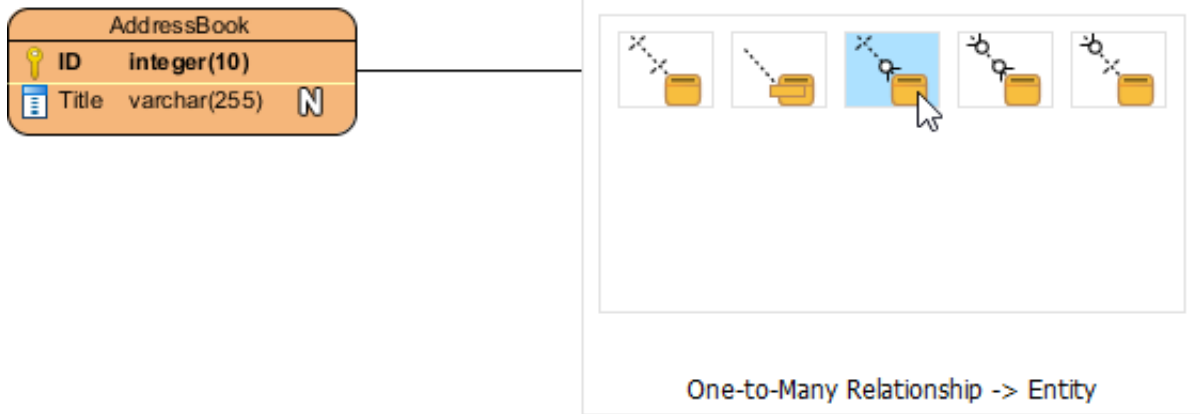 AddressBook
ID integer(10)
Title varchar(255) N
One-to-Many Relationship -> Entity